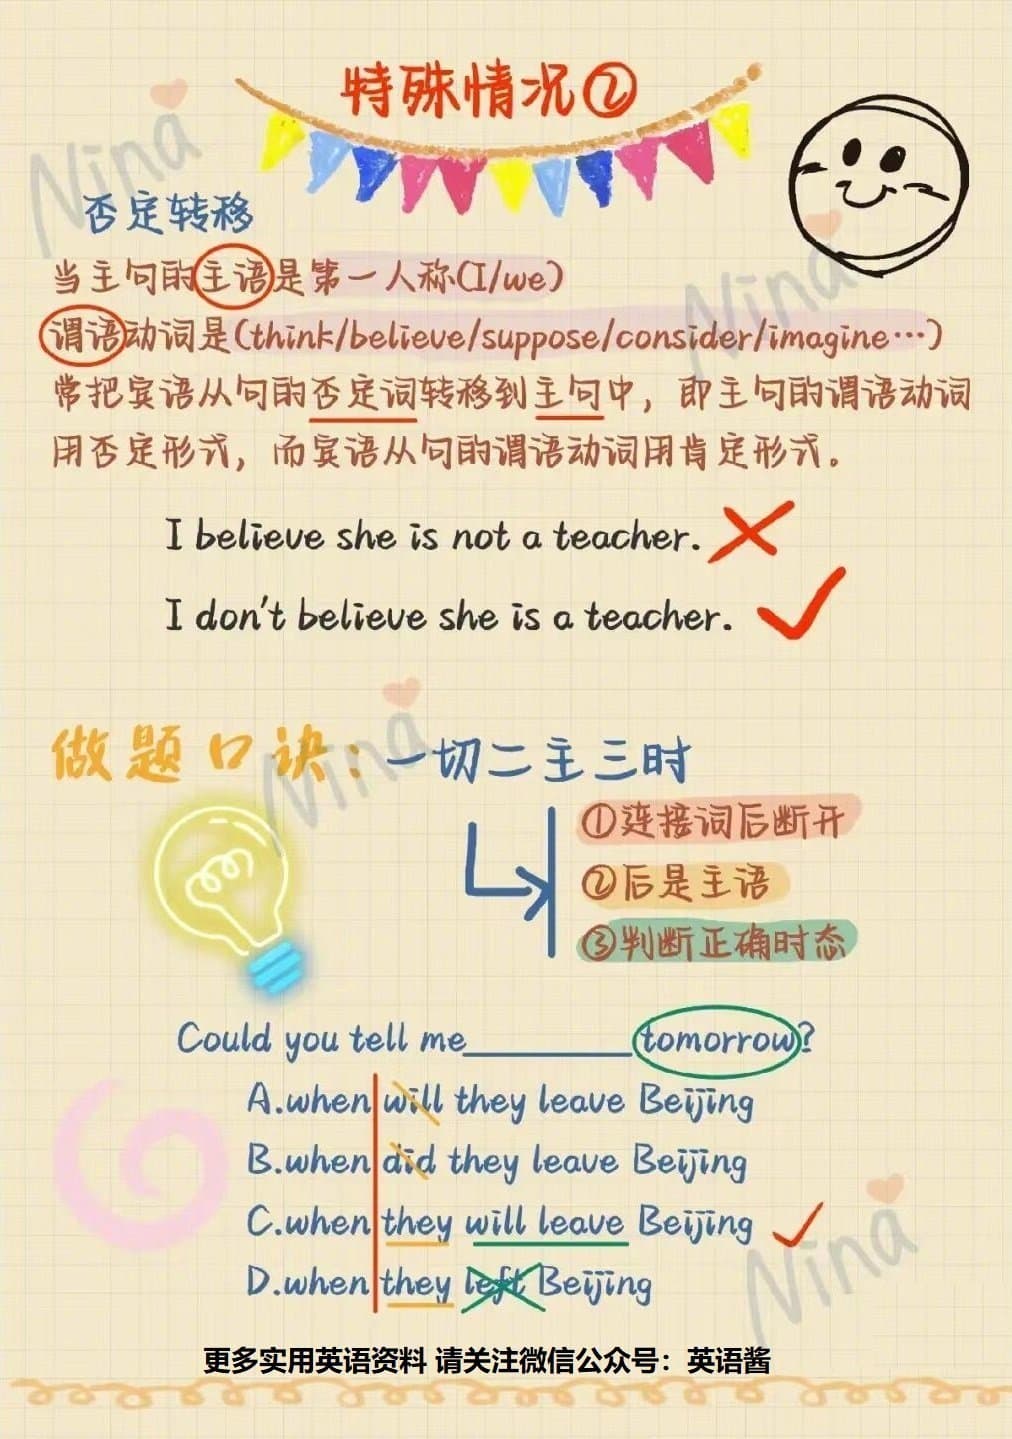 特殊情况②
否定转移
当主句的主语是第一人称(I/we)
谓语动词是(think/believe/suppose/consider/imagine…)
常把宾语从句的否定词转移到主句中，即主句的谓语动词
用否定形式，而宾语从句的谓语动词用肯定形式。
I believe she is not a teacher.
I don't believe she is a teacher.
做题口诀：一切二主三时
①连接词后断开
②后是主语
③判断正确时态
Could you tell me________ tomorrow?
A.when will they leave Beijing
B.when did they leave Beijing
C.when they will leave Beijing
D.when they left Beijing
更多实用英语资料 请关注微信公众号：英语酱
Nina
Nina
Nina
Nina